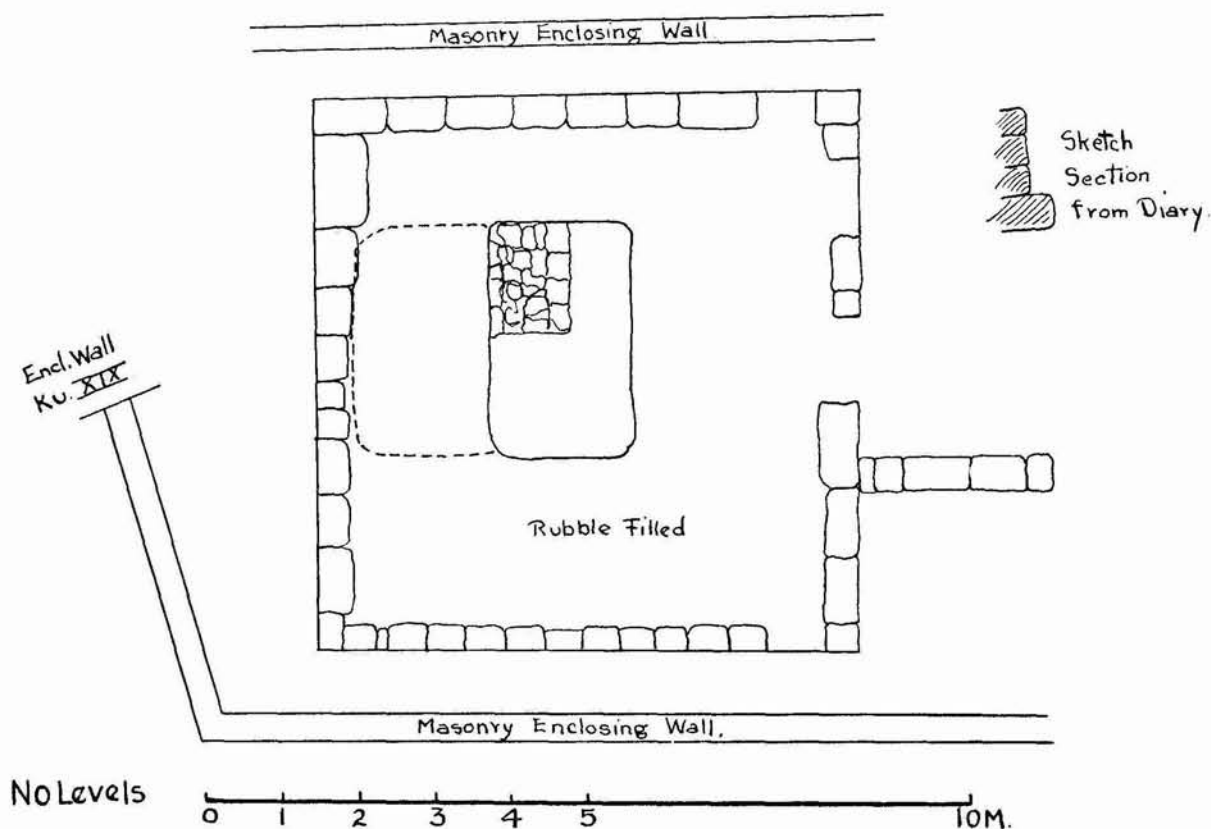 Masonry Enclosing Wall.
Sketch
Section
from Diary.
Encl. Wall
Ku. XIX
Rubble Filled
Masonry Enclosing Wall.
No Levels
0 1 2 3 4 5 10 M.